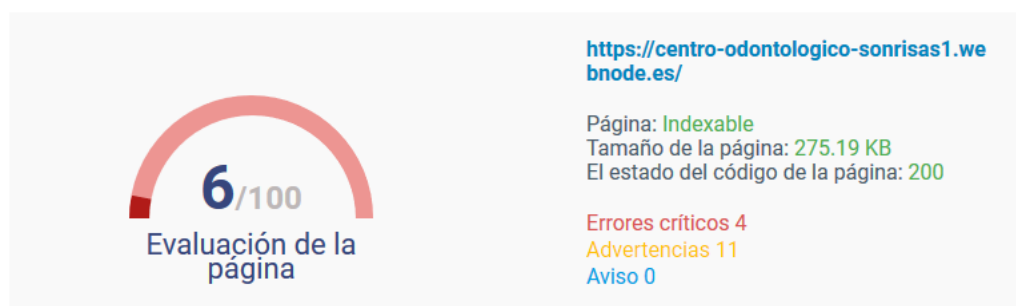 6/100
Evaluación de la
página
https://centro-odontologico-sonrisas1.we
bnode.es/
Página: Indexable
Tamaño de la página: 275.19 KB
El estado del código de la página: 200
Errores críticos 4
Advertencias 11
Aviso 0